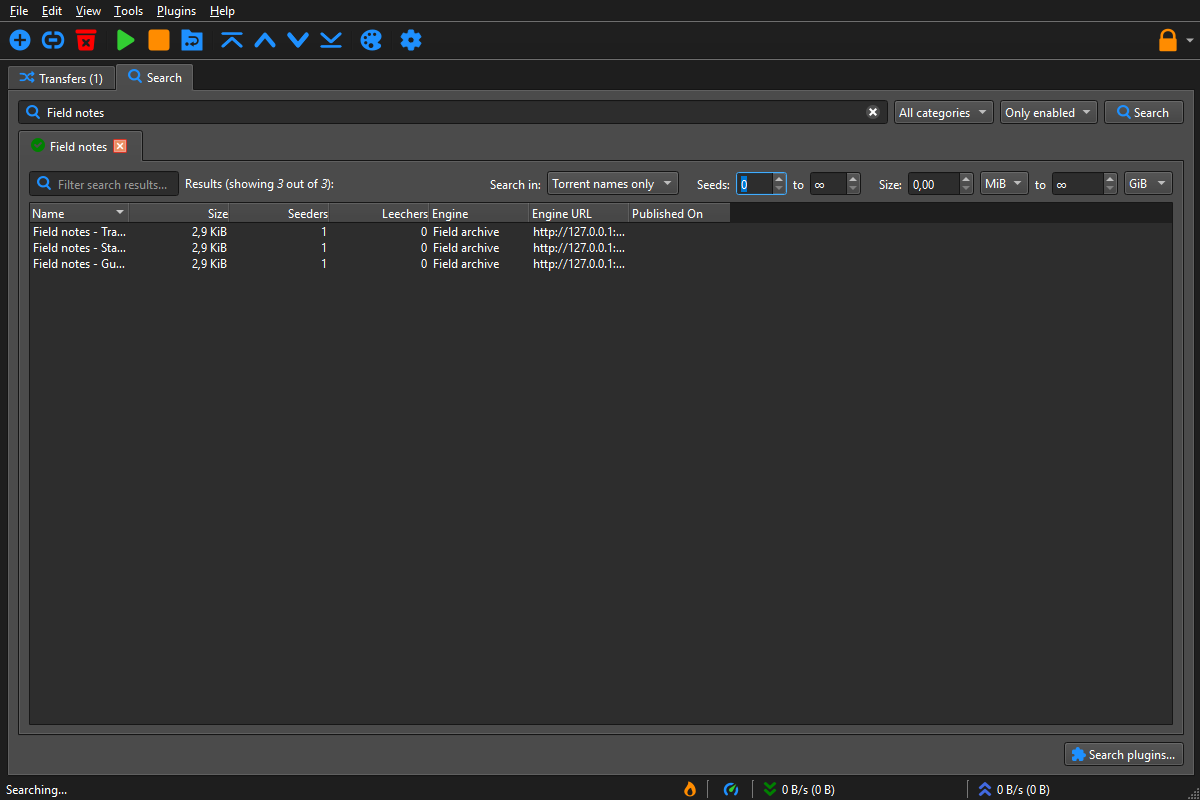 File Edit View Tools Plugins Help
Transfers (1) Search
Field notes All categories Only enabled Search
Field notes
Filter search results... Results (showing 3 out of 3): Search in: Torrent names only Seeds: 0 to ∞ Size: 0,00 MiB to ∞ GiB
Name Size Seeders Leechers Engine Engine URL Published On
Field notes - Tra... 2,9 KiB 1 0 Field archive http://127.0.0.1:...
Field notes - Sta... 2,9 KiB 1 0 Field archive http://127.0.0.1:...
Field notes - Gu... 2,9 KiB 1 0 Field archive http://127.0.0.1:...
Search plugins...
Searching... 0 B/s (0 B) 0 B/s (0 B)